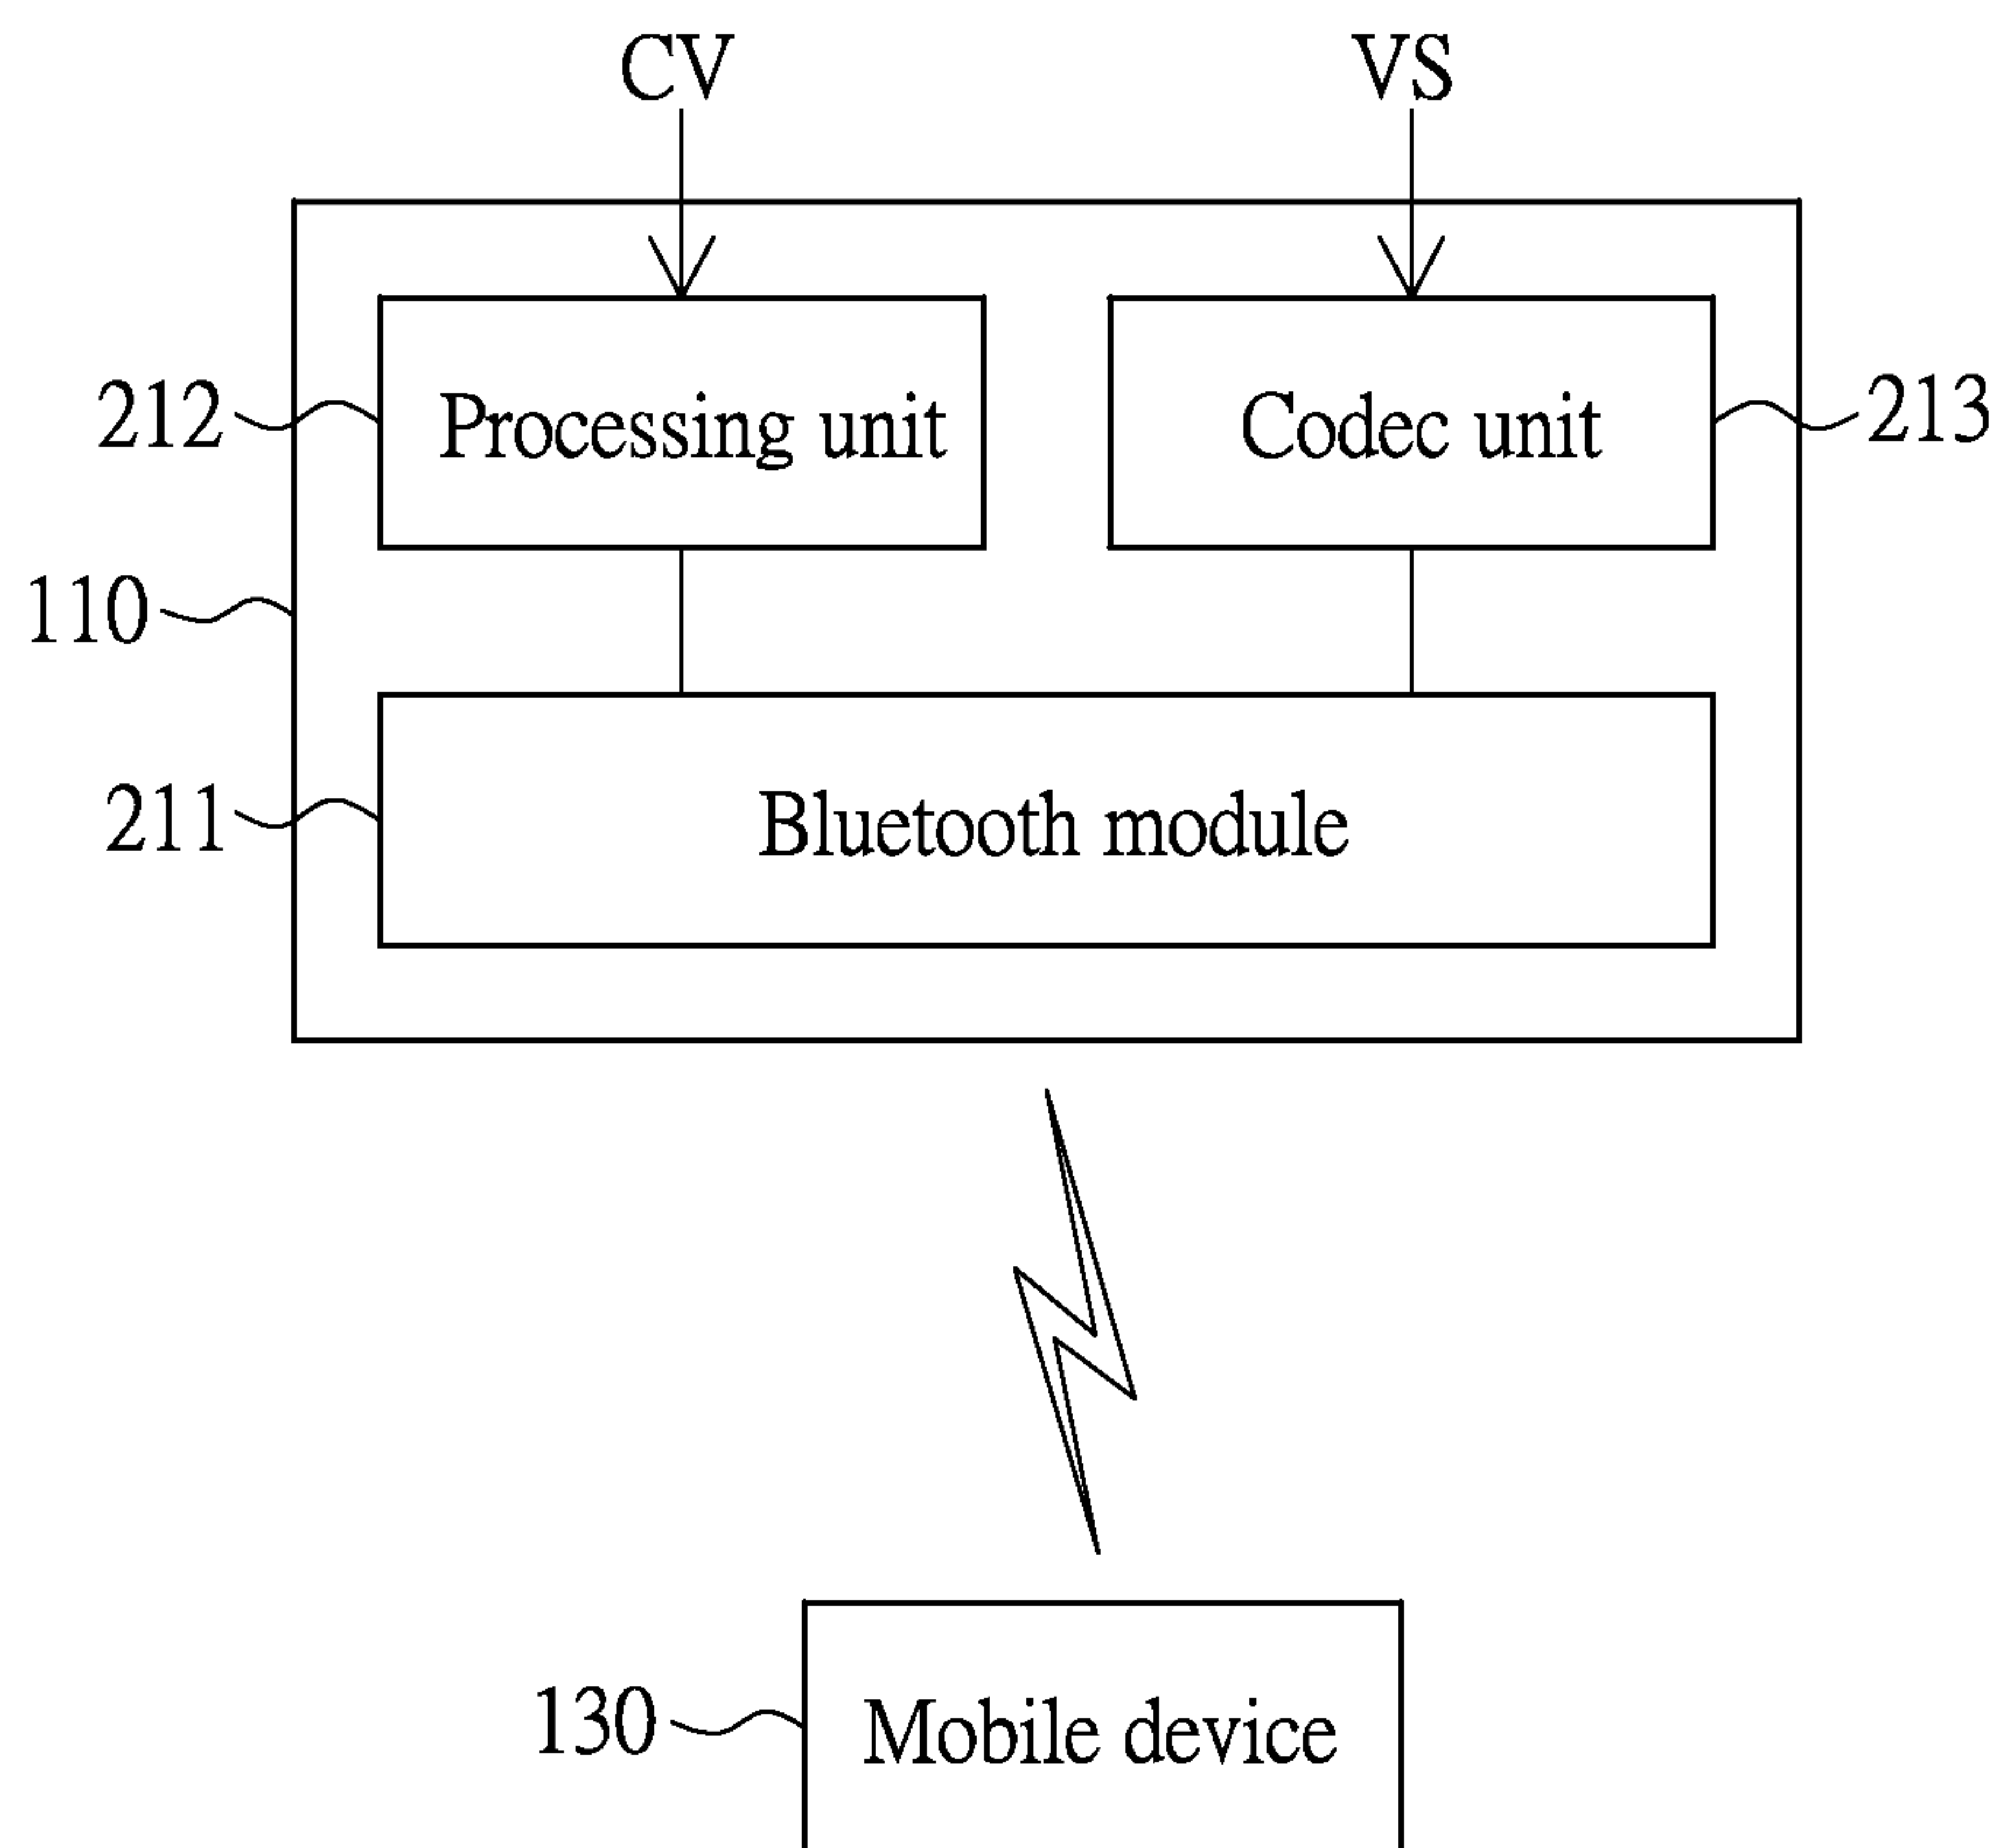 CV
VS
212
Processing unit
Codec unit
213
110
211
Bluetooth module
130
Mobile device